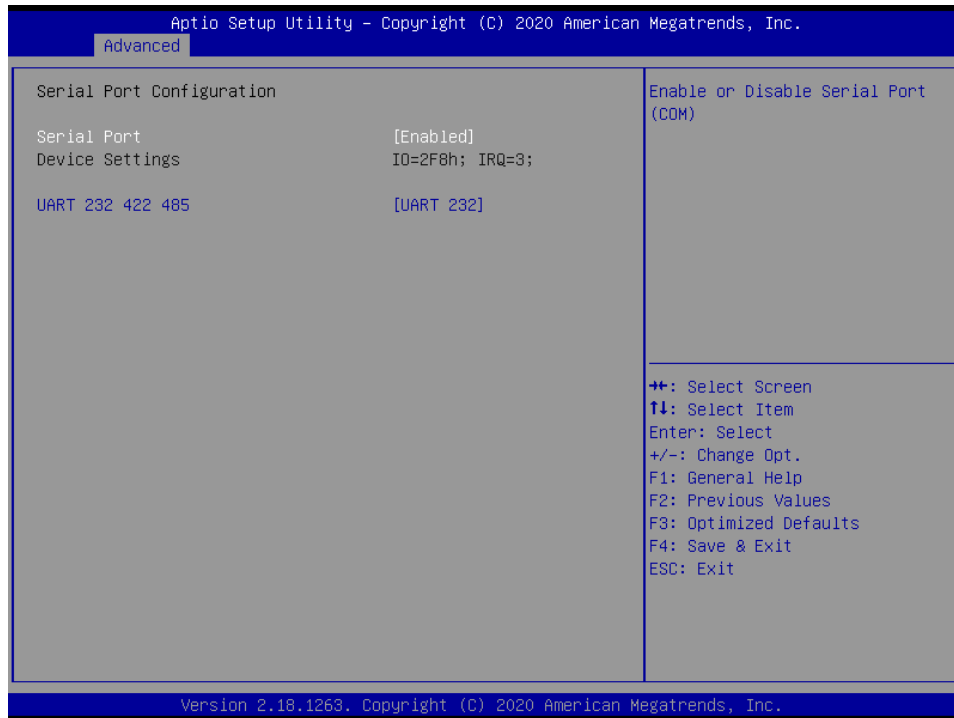 Aptio Setup Utility – Copyright (C) 2020 American Megatrends, Inc.
Advanced
Serial Port Configuration
Serial Port [Enabled]
Device Settings IO=2F8h; IRQ=3;
UART 232 422 485 [UART 232]
Enable or Disable Serial Port
(COM)
→←: Select Screen
↑↓: Select Item
Enter: Select
+/-: Change Opt.
F1: General Help
F2: Previous Values
F3: Optimized Defaults
F4: Save & Exit
ESC: Exit
Version 2.18.1263. Copyright (C) 2020 American Megatrends, Inc.